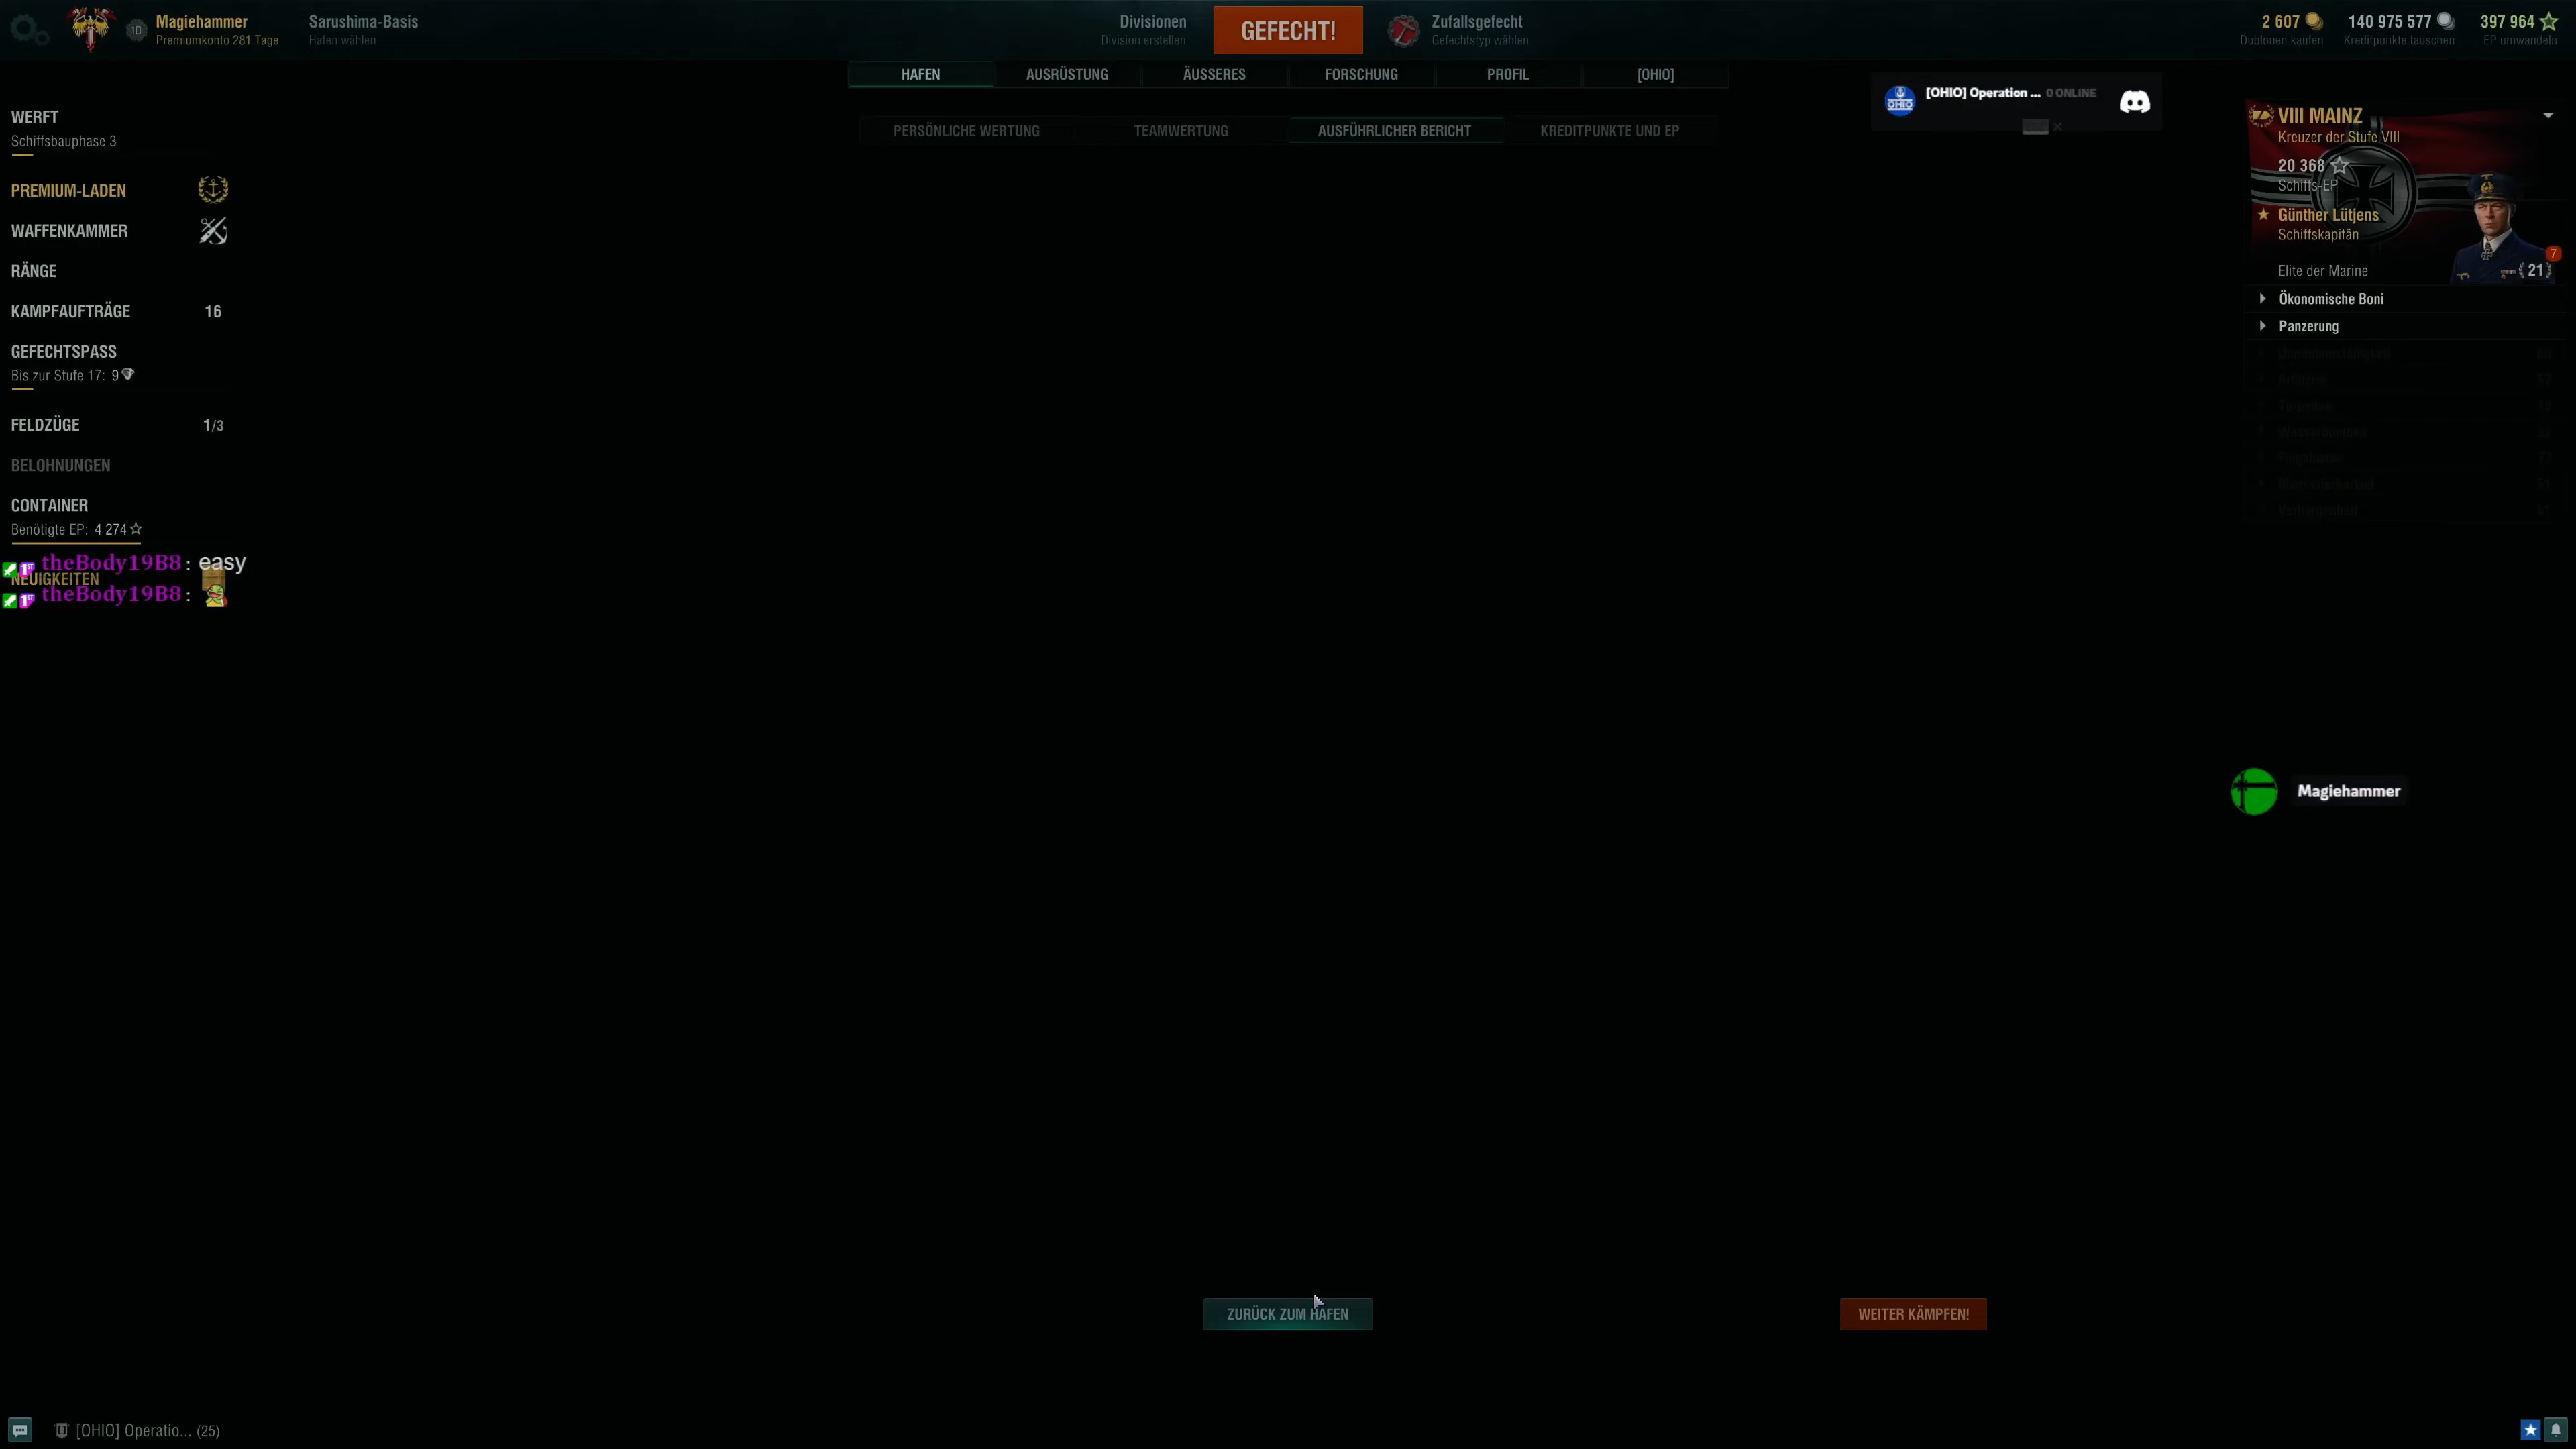 Magiehammer
Premiumkonto 281 Tage
Sarushima-Basis
Hafen wählen
Divisionen
Division erstellen
GEFECHT!
Zufallsgefecht
Gefechtstyp wählen
2 607
Dublonen kaufen
140 975 577
Kreditpunkte tauschen
397 964
EP umwandeln
HAFEN
AUSRÜSTUNG
ÄUSSERES
FORSCHUNG
PROFIL
[OHIO]
PERSÖNLICHE WERTUNG
TEAMWERTUNG
AUSFÜHRLICHER BERICHT
KREDITPUNKTE UND EP
[OHIO] Operation ... 0 ONLINE
WERFT
Schiffsbauphase 3
PREMIUM-LADEN
WAFFENKAMMER
RÄNGE
KAMPFAUFTRÄGE 16
GEFECHTSPASS
Bis zur Stufe 17: 9
FELDZÜGE 1/3
BELOHNUNGEN
CONTAINER
Benötigte EP: 4 274
theBody19B8 : easy
NEUIGKEITEN
theBody19B8 :
VIII MAINZ
Kreuzer der Stufe VIII
20 368
Schiffs-EP
Günther Lütjens
Schiffskapitän
7
Elite der Marine 21
Ökonomische Boni
Panzerung
Magiehammer
ZURÜCK ZUM HAFEN
WEITER KÄMPFEN!
[OHIO] Operatio... (25)